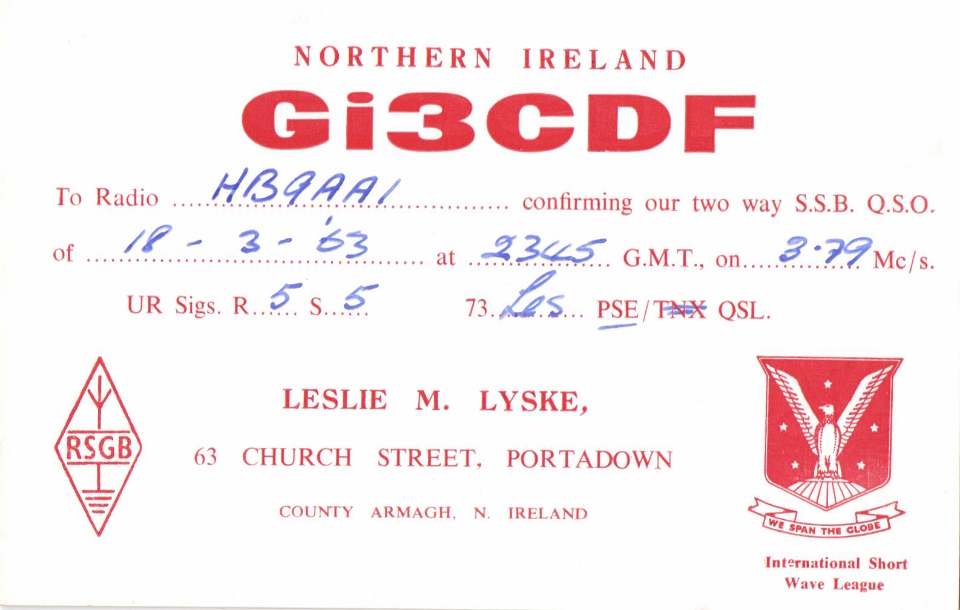 NORTHERN IRELAND
Gi3CDF
To Radio HB9AAI confirming our two way S.S.B. Q.S.O.
of 18 - 3 - '63 at 2345 G.M.T., on 3.79 Mc/s.
UR Sigs. R 5 S 5 73 Les PSE/TNX QSL.
LESLIE M. LYSKE,
63 CHURCH STREET, PORTADOWN
COUNTY ARMAGH, N. IRELAND
RSGB
WE SPAN THE GLOBE
International Short
Wave League